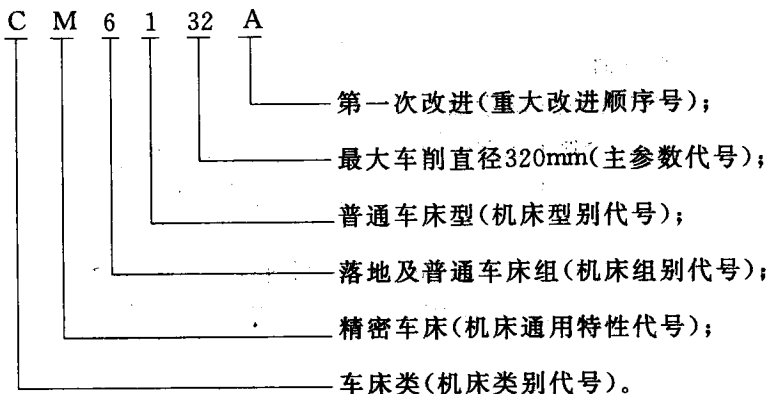 C M 6 1 32 A
第一次改进(重大改进顺序号);
最大车削直径320mm(主参数代号);
普通车床型(机床型别代号);
落地及普通车床组(机床组别代号);
精密车床(机床通用特性代号);
车床类(机床类别代号)。